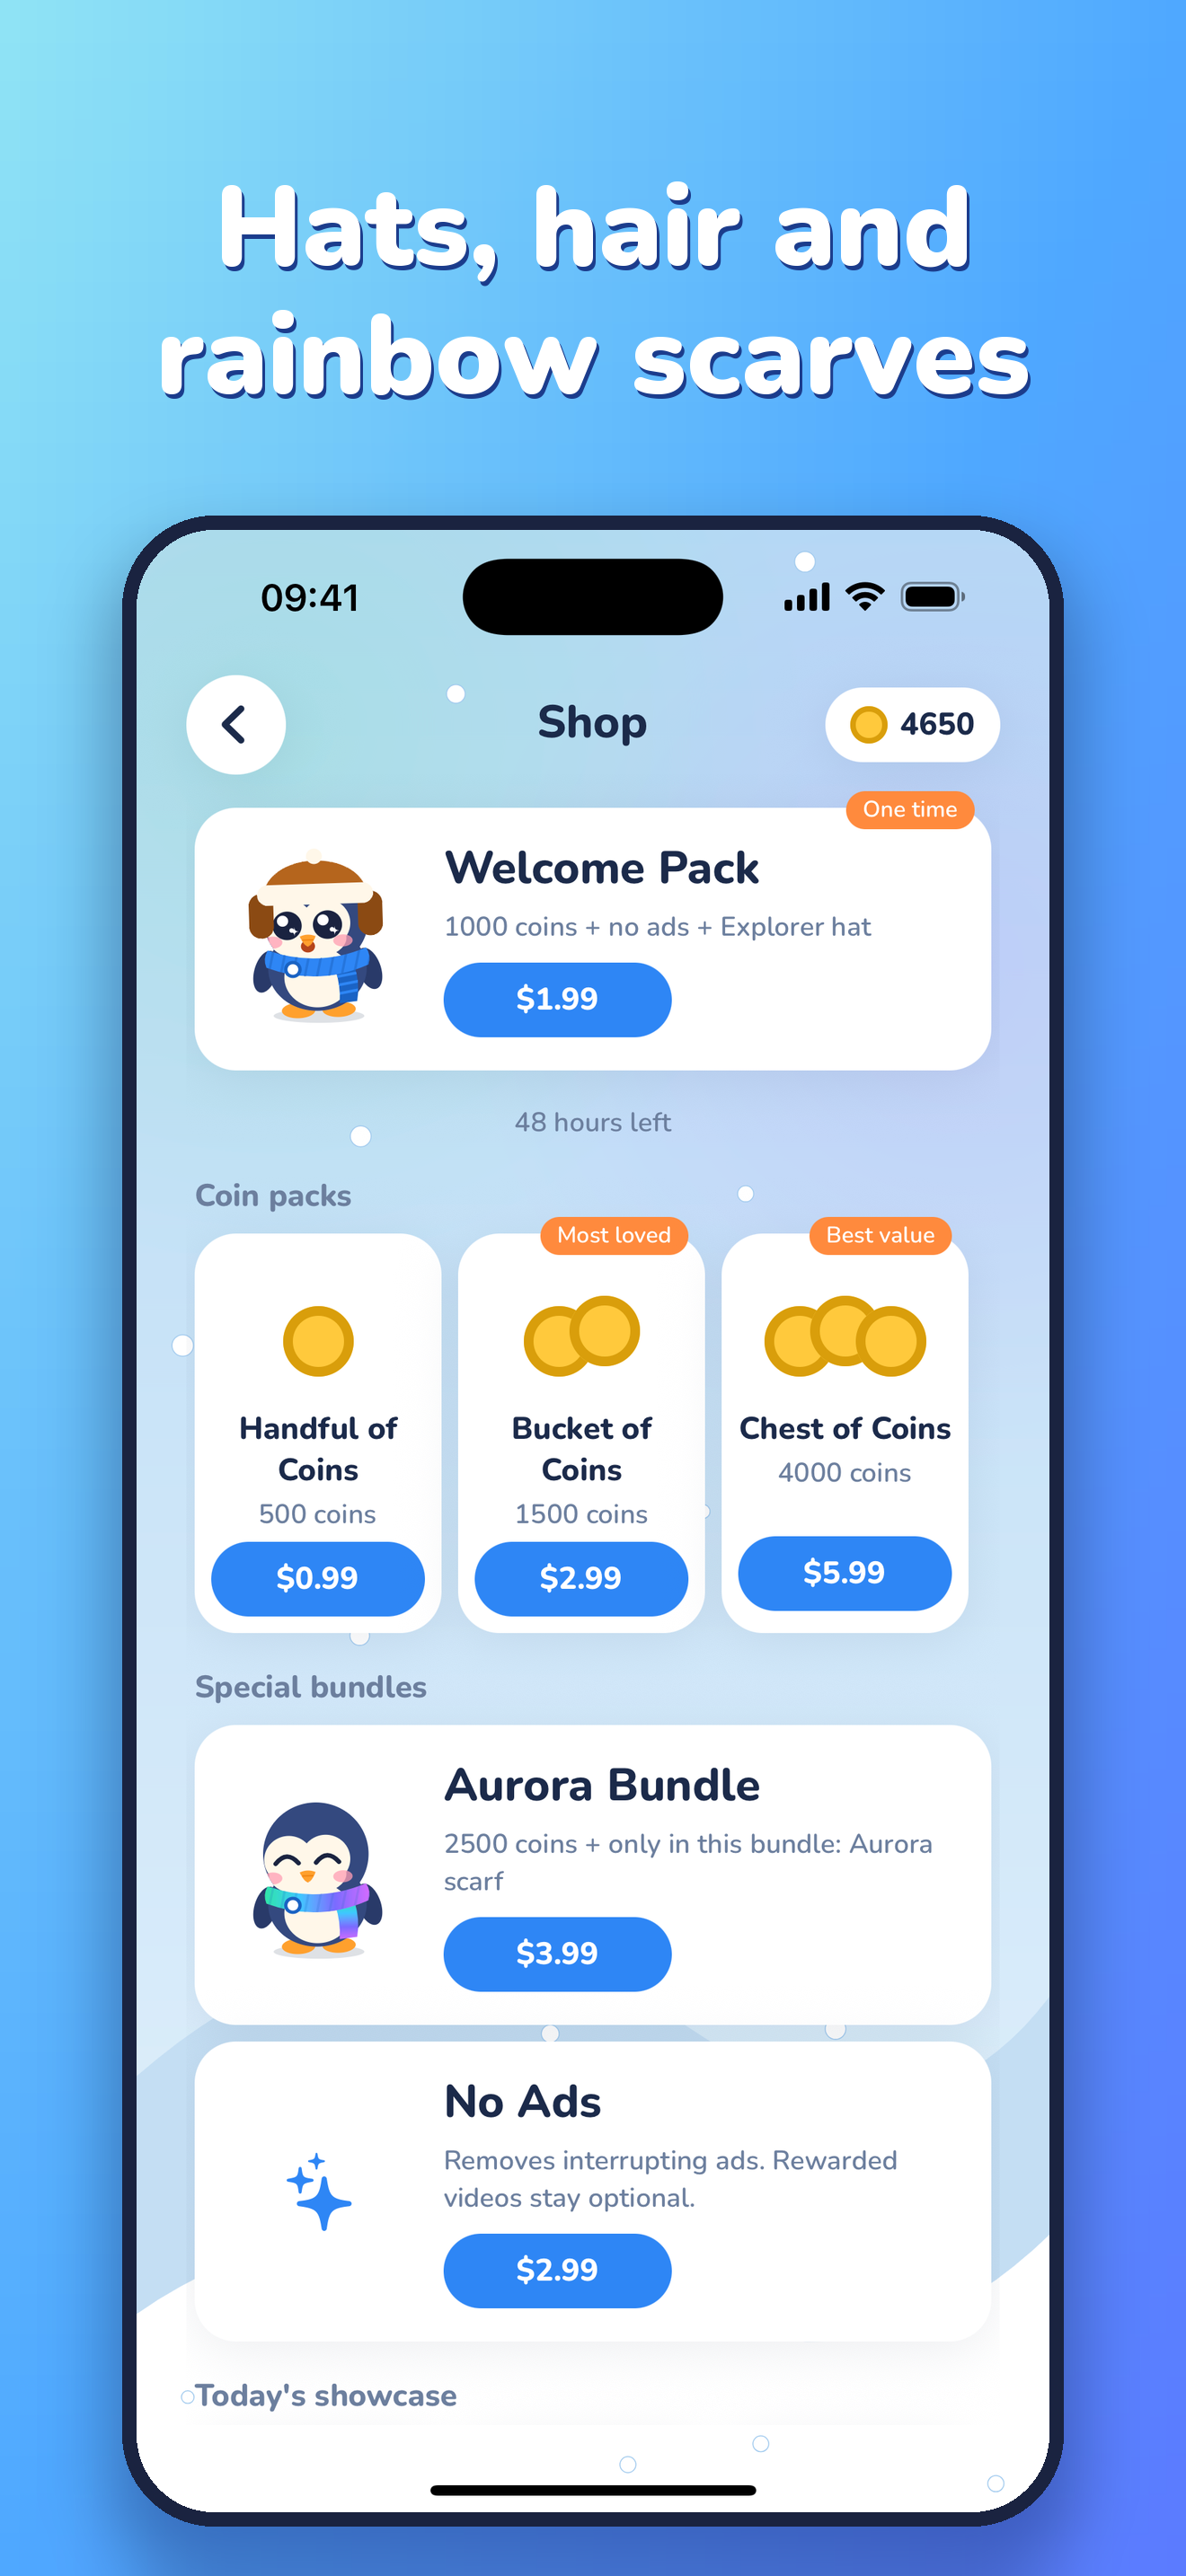 Hats, hair and
rainbow scarves
09:41
Shop
4650
One time
Welcome Pack
1000 coins + no ads + Explorer hat
$1.99
48 hours left
Coin packs
Most loved
Best value
Handful of
Coins
500 coins
$0.99
Bucket of
Coins
1500 coins
$2.99
Chest of Coins
4000 coins
$5.99
Special bundles
Aurora Bundle
2500 coins + only in this bundle: Aurora
scarf
$3.99
No Ads
Removes interrupting ads. Rewarded
videos stay optional.
$2.99
Today's showcase